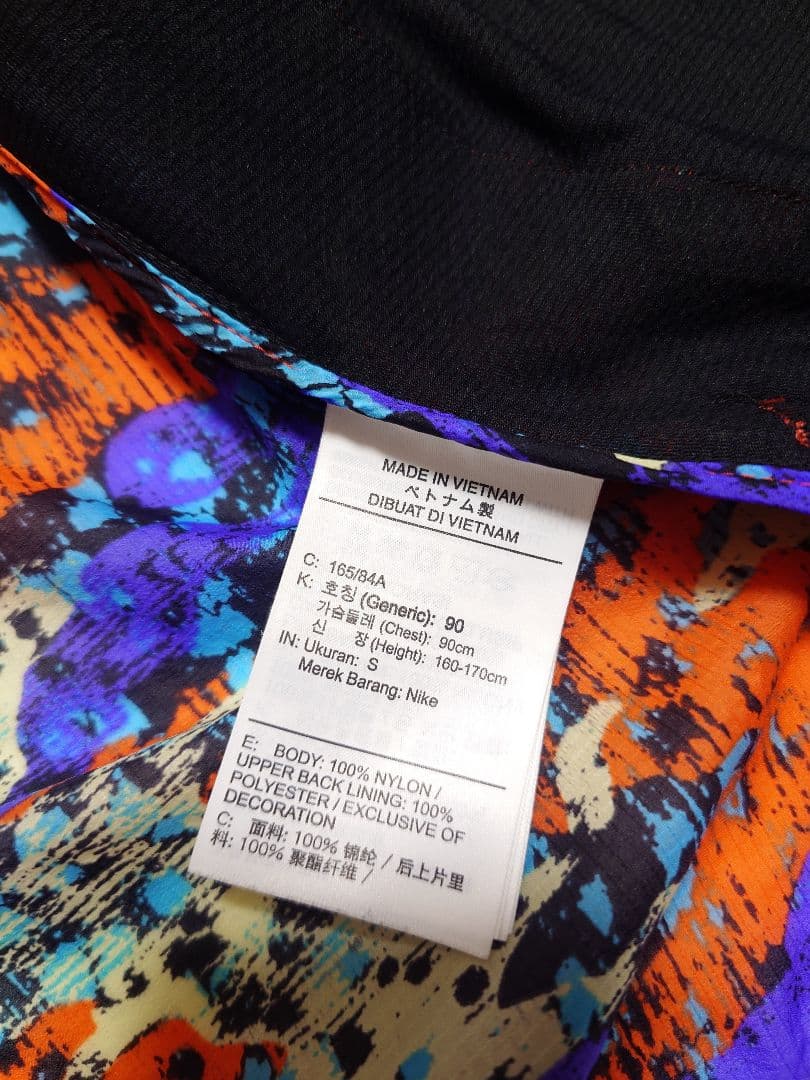 MADE IN VIETNAM
ベトナム製
DIBUAT DI VIETNAM
C: 165/84A
K: 호칭 (Generic): 90
가슴둘레 (Chest): 90cm
신 장 (Height): 160-170cm
IN: Ukuran: S
Merek Barang: Nike
E: BODY: 100% NYLON /
UPPER BACK LINING: 100%
POLYESTER / EXCLUSIVE OF
DECORATION
C: 面料: 100% 锦纶 / 后上片里
料: 100% 聚酯纤维 /